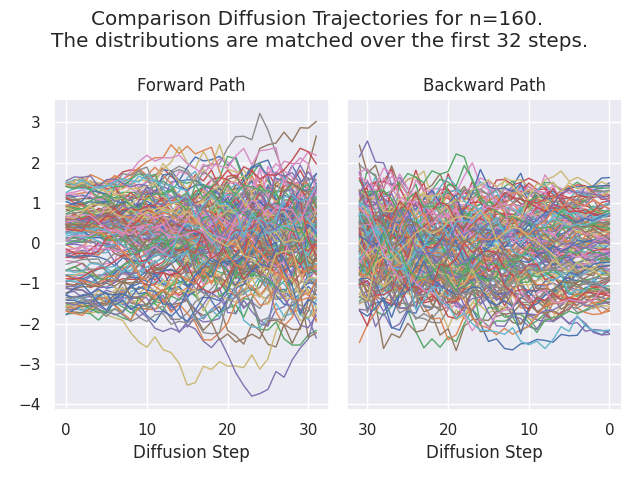 Comparison Diffusion Trajectories for n=160.
The distributions are matched over the first 32 steps.
Forward Path
Backward Path
3
2
1
0
−1
−2
−3
−4
0 10 20 30
30 20 10 0
Diffusion Step
Diffusion Step